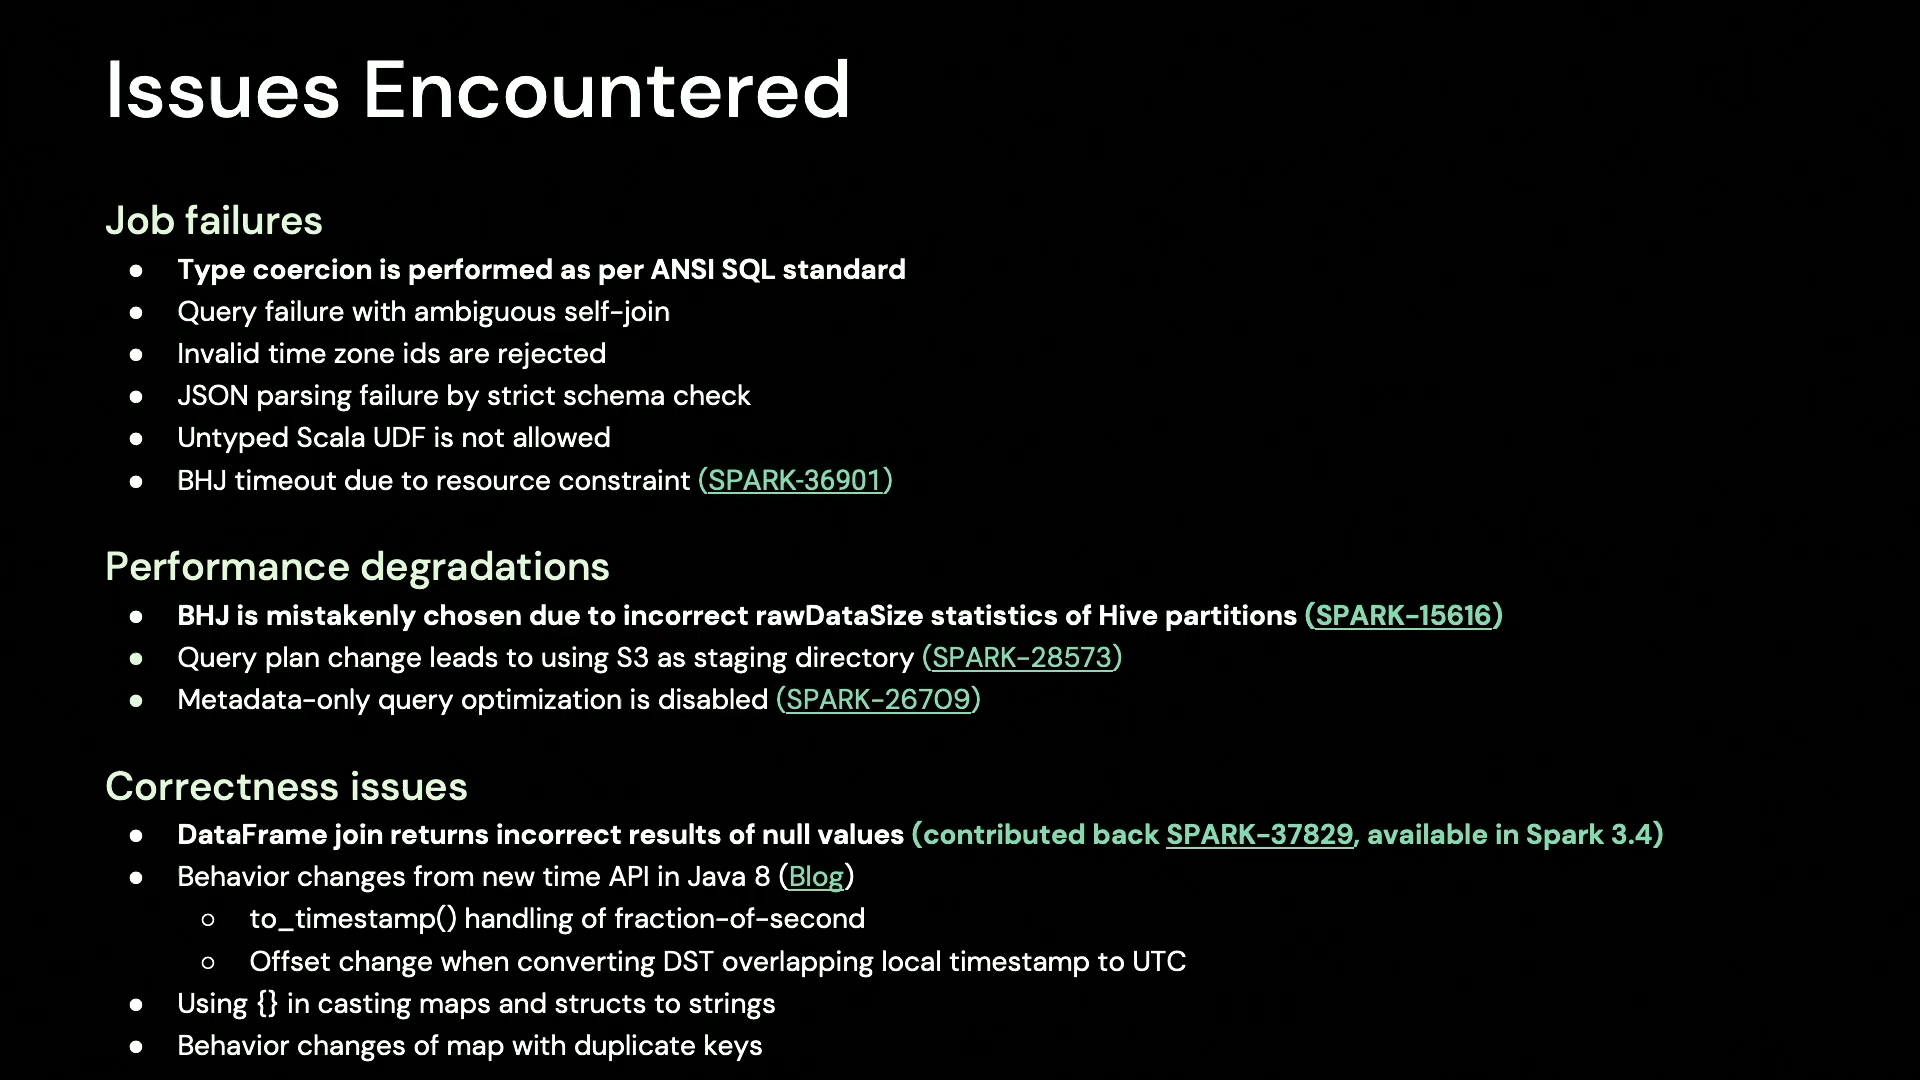 Issues Encountered
Job failures
● Type coercion is performed as per ANSI SQL standard
● Query failure with ambiguous self-join
● Invalid time zone ids are rejected
● JSON parsing failure by strict schema check
● Untyped Scala UDF is not allowed
● BHJ timeout due to resource constraint (SPARK-36901)
Performance degradations
● BHJ is mistakenly chosen due to incorrect rawDataSize statistics of Hive partitions (SPARK-15616)
● Query plan change leads to using S3 as staging directory (SPARK-28573)
● Metadata-only query optimization is disabled (SPARK-26709)
Correctness issues
● DataFrame join returns incorrect results of null values (contributed back SPARK-37829, available in Spark 3.4)
● Behavior changes from new time API in Java 8 (Blog)
○ to_timestamp() handling of fraction-of-second
○ Offset change when converting DST overlapping local timestamp to UTC
● Using {} in casting maps and structs to strings
● Behavior changes of map with duplicate keys